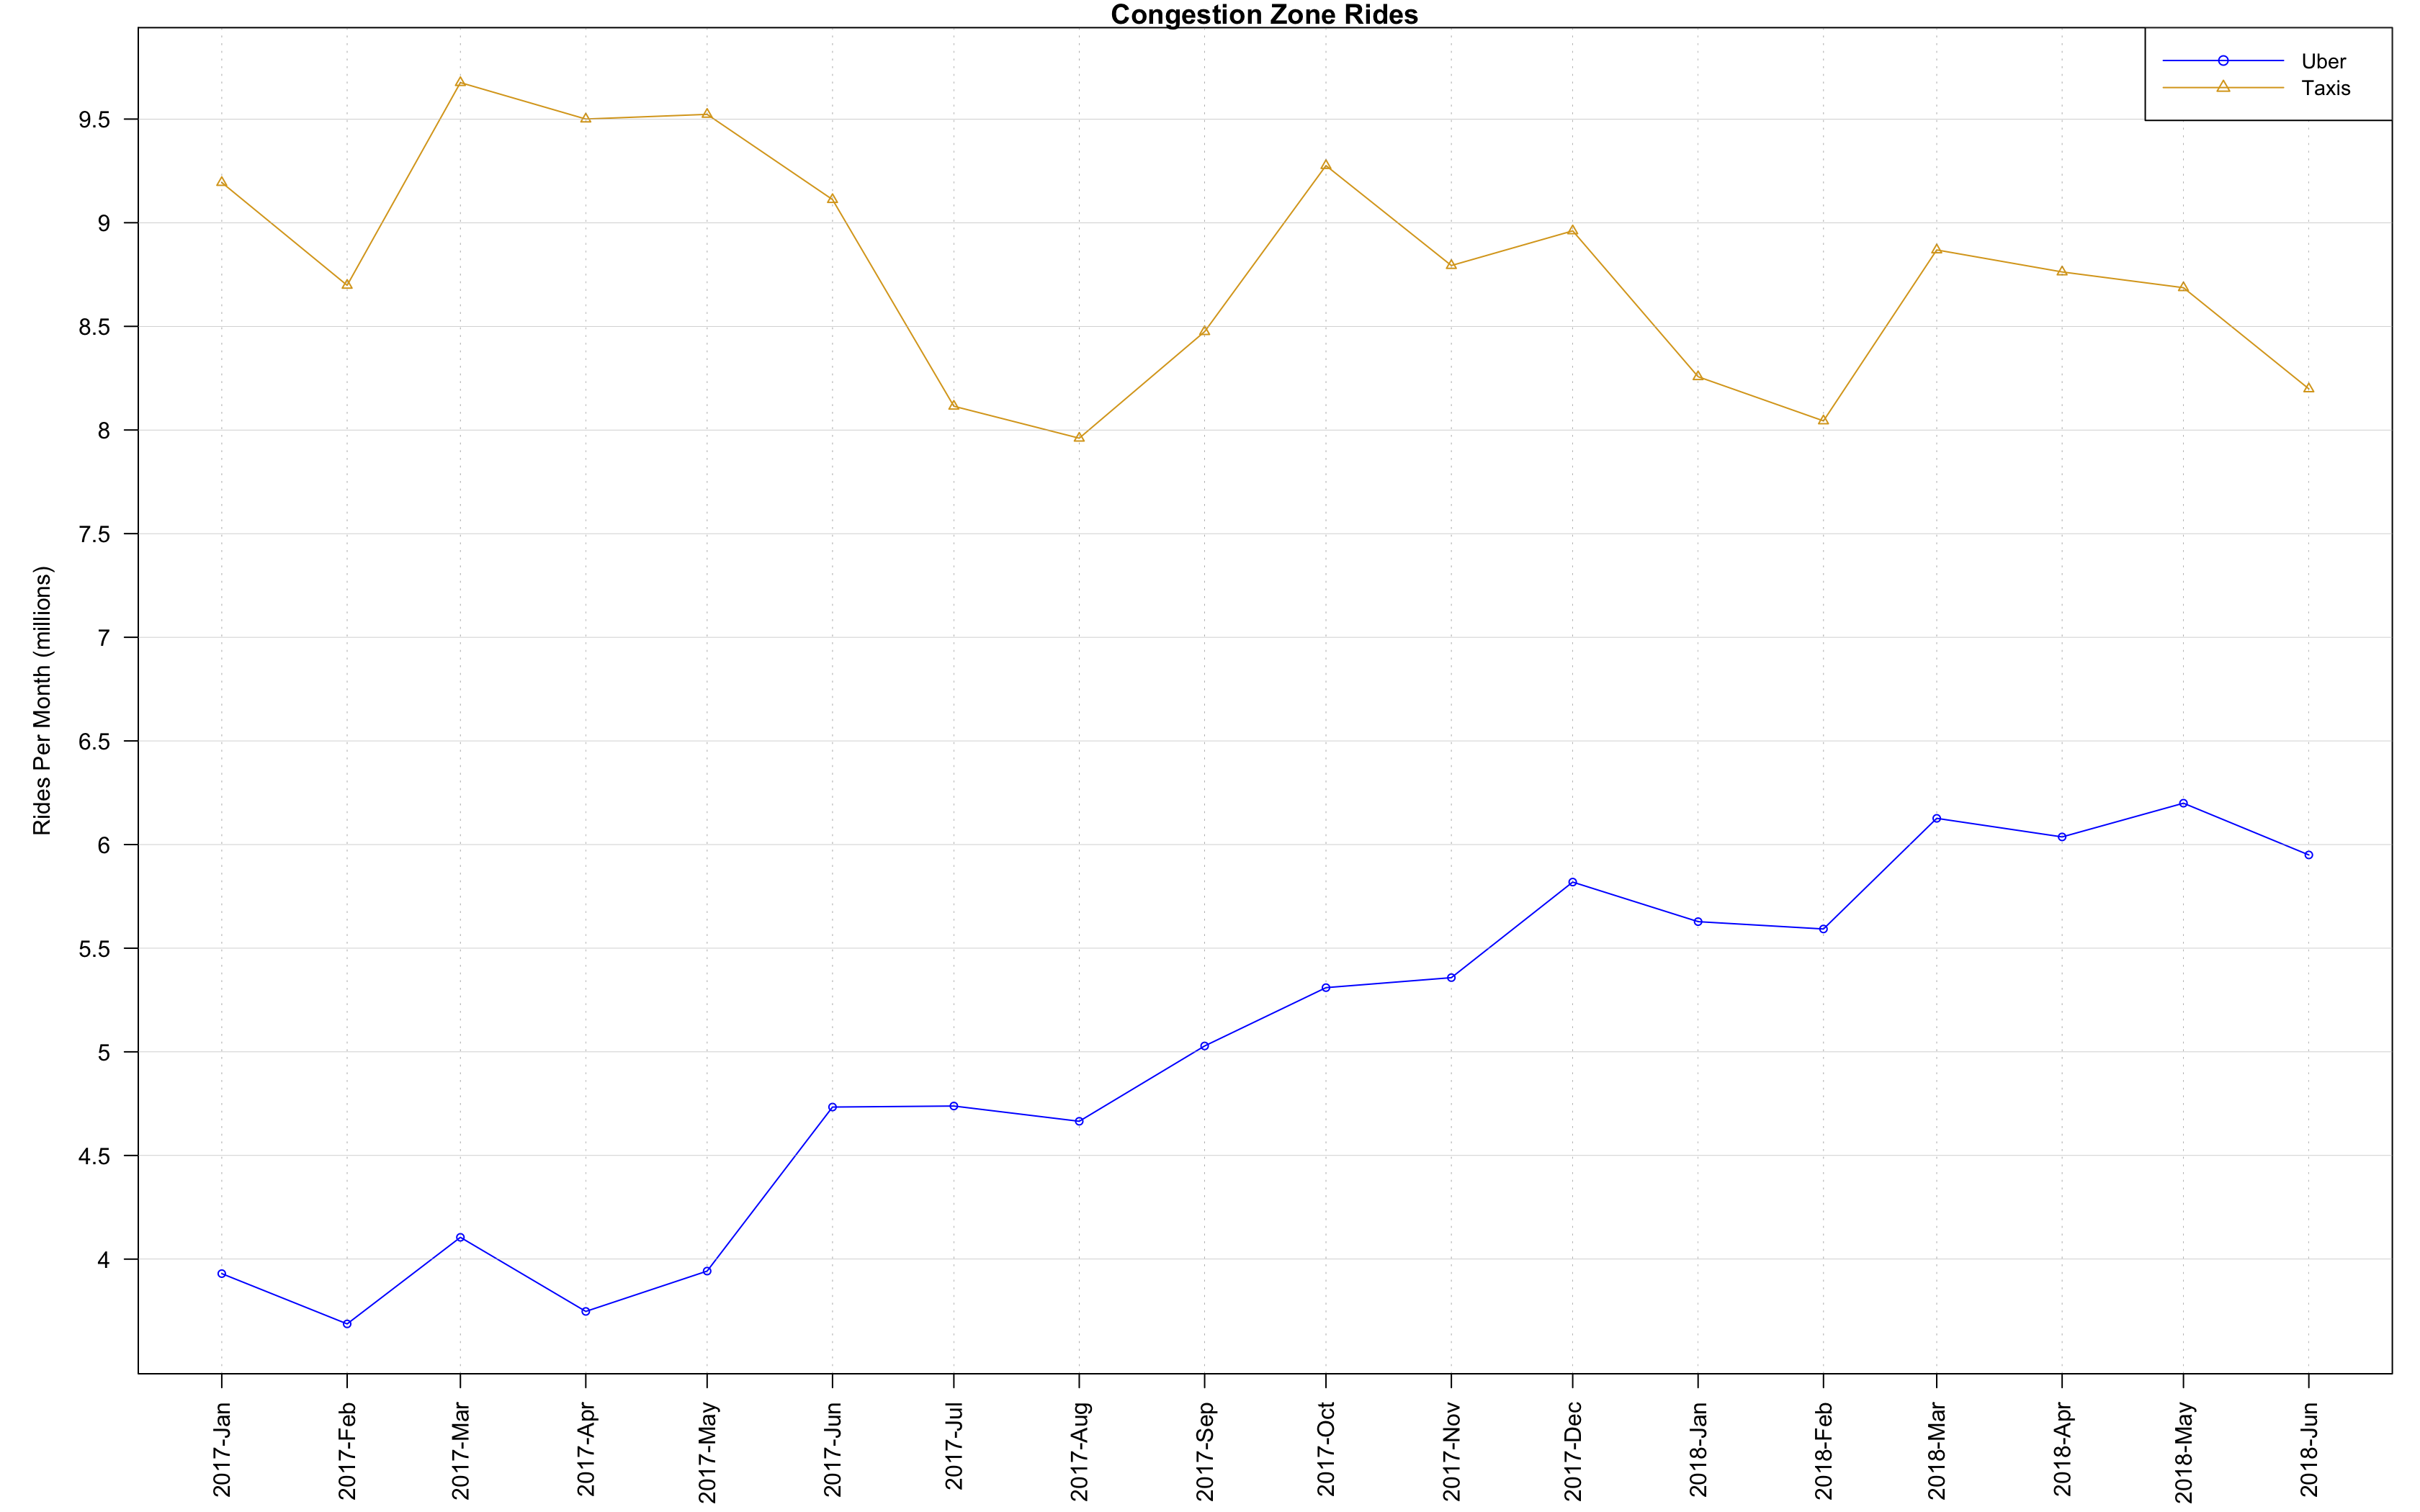 Congestion Zone Rides
Uber
Taxis
Rides Per Month (millions)
9.5
9
8.5
8
7.5
7
6.5
6
5.5
5
4.5
4
2017-Jan
2017-Feb
2017-Mar
2017-Apr
2017-May
2017-Jun
2017-Jul
2017-Aug
2017-Sep
2017-Oct
2017-Nov
2017-Dec
2018-Jan
2018-Feb
2018-Mar
2018-Apr
2018-May
2018-Jun